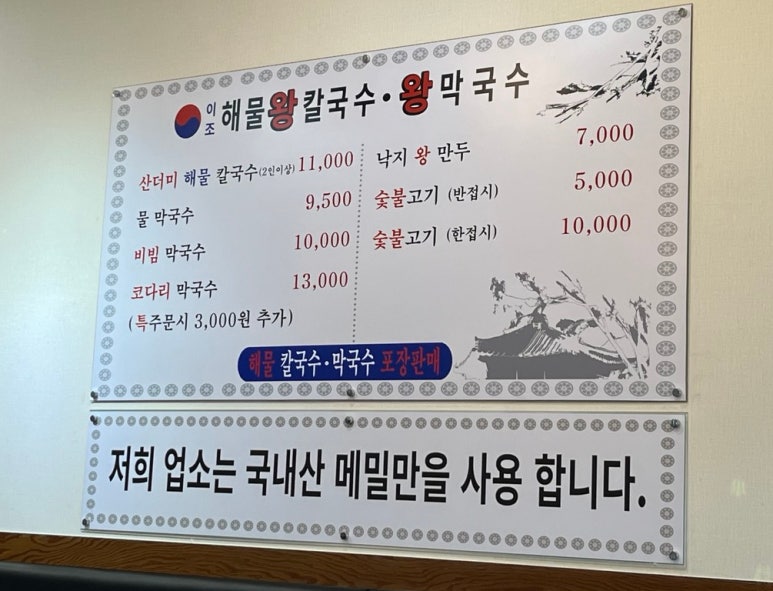 이조 해물왕칼국수·왕막국수
산더미 해물 칼국수(2인이상) 11,000
물 막국수 9,500
비빔 막국수 10,000
코다리 막국수 13,000
(특주문시 3,000원 추가)
낙지 왕 만두 7,000
숯불고기 (반접시) 5,000
숯불고기 (한접시) 10,000
해물 칼국수·막국수 포장판매
저희 업소는 국내산 메밀만을 사용 합니다.